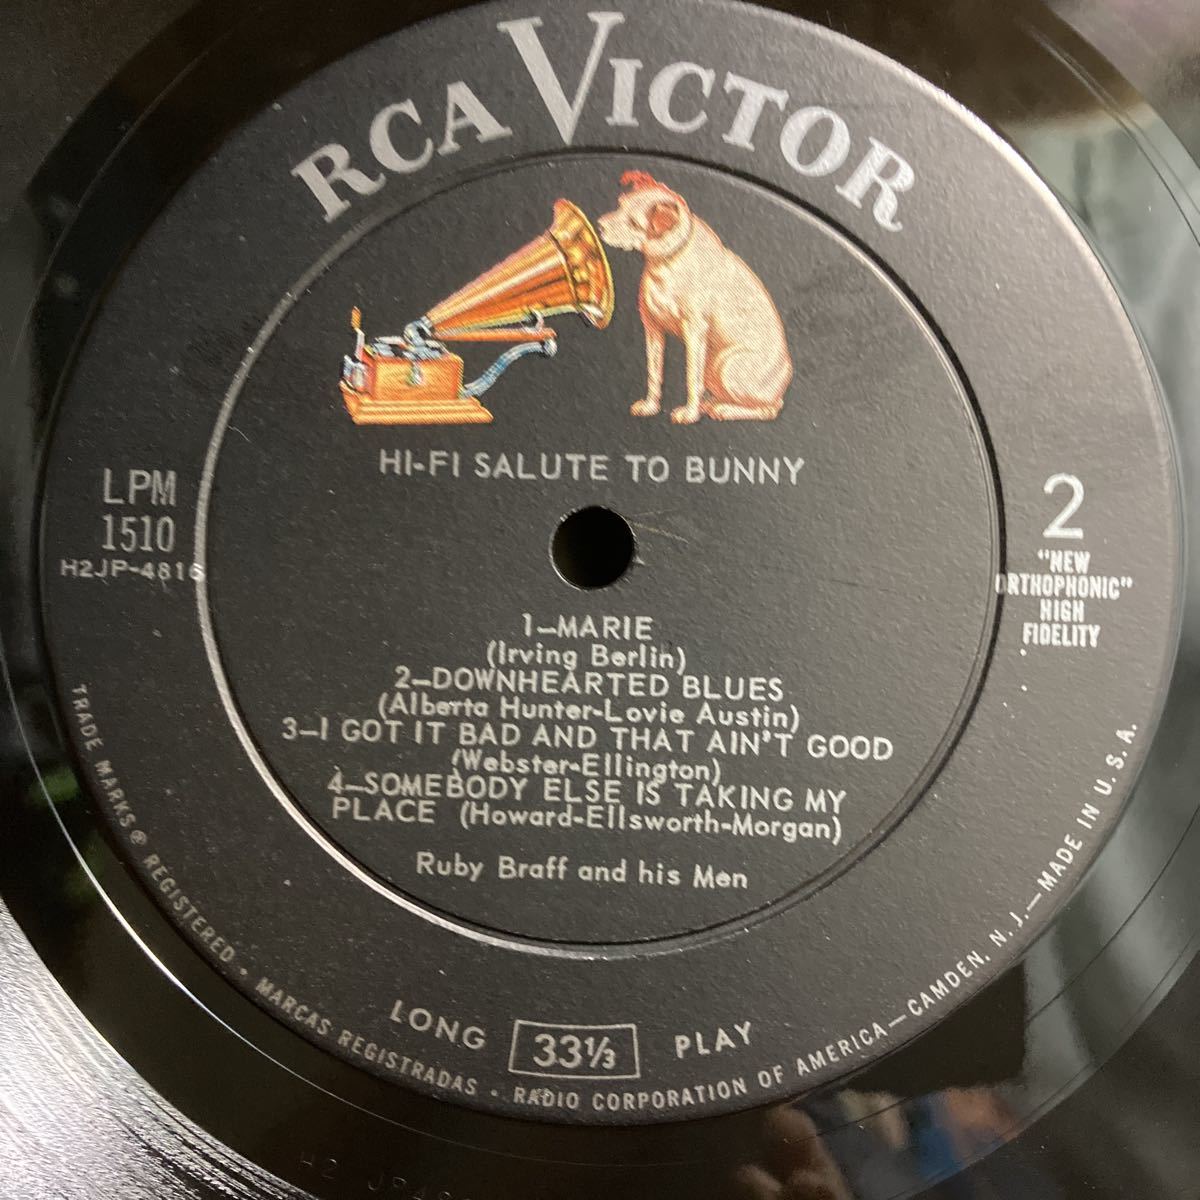 RCA VICTOR
HI-FI SALUTE TO BUNNY
LPM
1510
H2JP-4816
2
"NEW
ORTHOPHONIC"
HIGH
FIDELITY
1—MARIE
(Irving Berlin)
2—DOWNHEARTED BLUES
(Alberta Hunter-Lovie Austin)
3—I GOT IT BAD AND THAT AIN'T GOOD
(Webster-Ellington)
4—SOMEBODY ELSE IS TAKING MY
PLACE (Howard-Ellsworth-Morgan)
Ruby Braff and his Men
LONG 33⅓ PLAY
TRADE MARKS ® REGISTERED • MARCAS REGISTRADAS • RADIO CORPORATION OF AMERICA—CAMDEN, N. J.—MADE IN U. S. A.
H2 JP